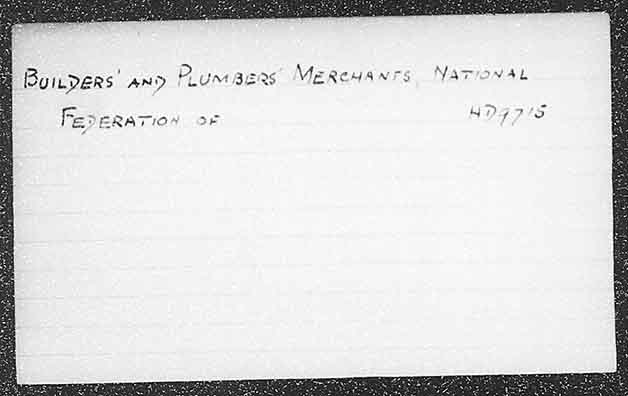 BUILDERS' AND PLUMBERS' MERCHANTS, NATIONAL
FEDERATION OF HD9715